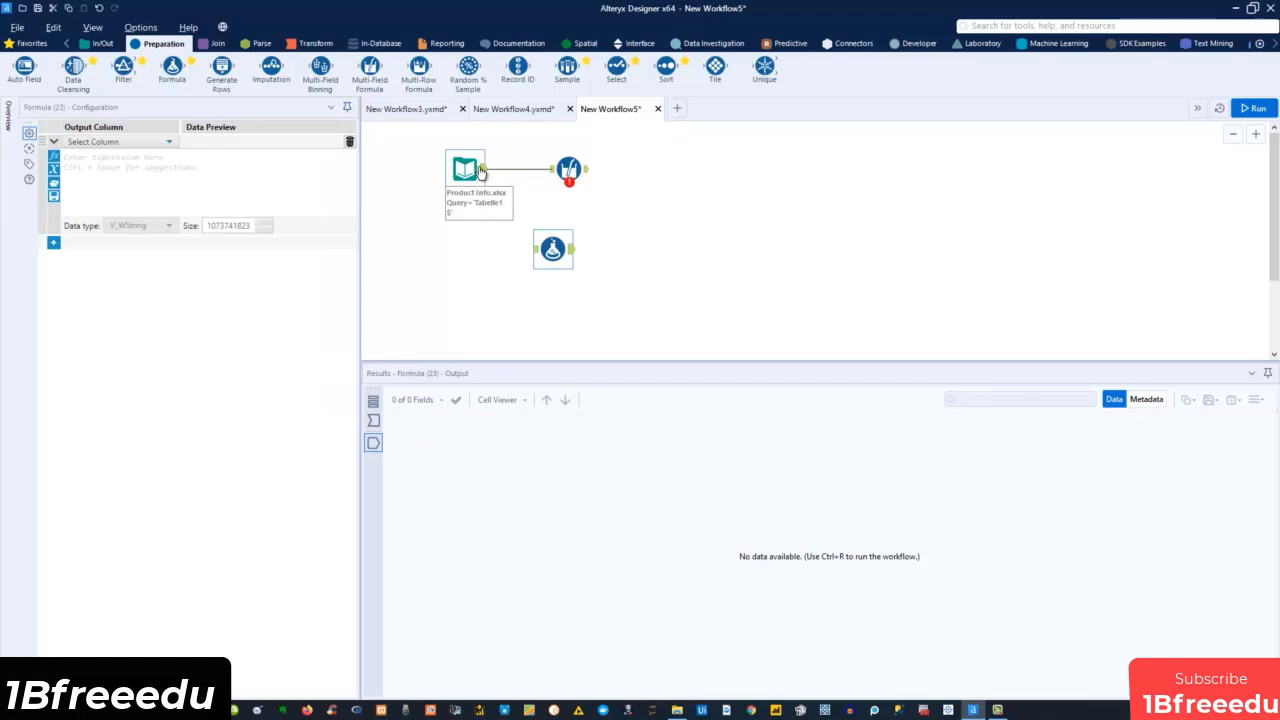 Alteryx Designer x64 - New Workflow5*
File Edit View Options Help
Search for tools, help, and resources
Favorites In/Out Preparation Join Parse Transform In-Database Reporting Documentation Spatial Interface Data Investigation Predictive Connectors Developer Laboratory Machine Learning SDKExamples Text Mining
Auto Field Data Cleansing Filter Formula Generate Rows Imputation Multi-Field Binning Multi-Field Formula Multi-Row Formula Random % Sample Record ID Sample Select Sort Tile Unique
Formula (23) - Configuration
New Workflow3.yxmd* New Workflow4.yxmd* New Workflow5*
Run
Overview
Output Column Data Preview
Select Column
Enter Expression Here
Ctrl + Space for suggestions
Data type: V_WString Size: 1073741823
Product Info.xlsx
Query=`Tabelle1
$`
Results - Formula (23) - Output
0 of 0 Fields Cell Viewer Data Metadata
No data available. (Use Ctrl+R to run the workflow.)
1Bfreeedu
Subscribe
1Bfreeedu